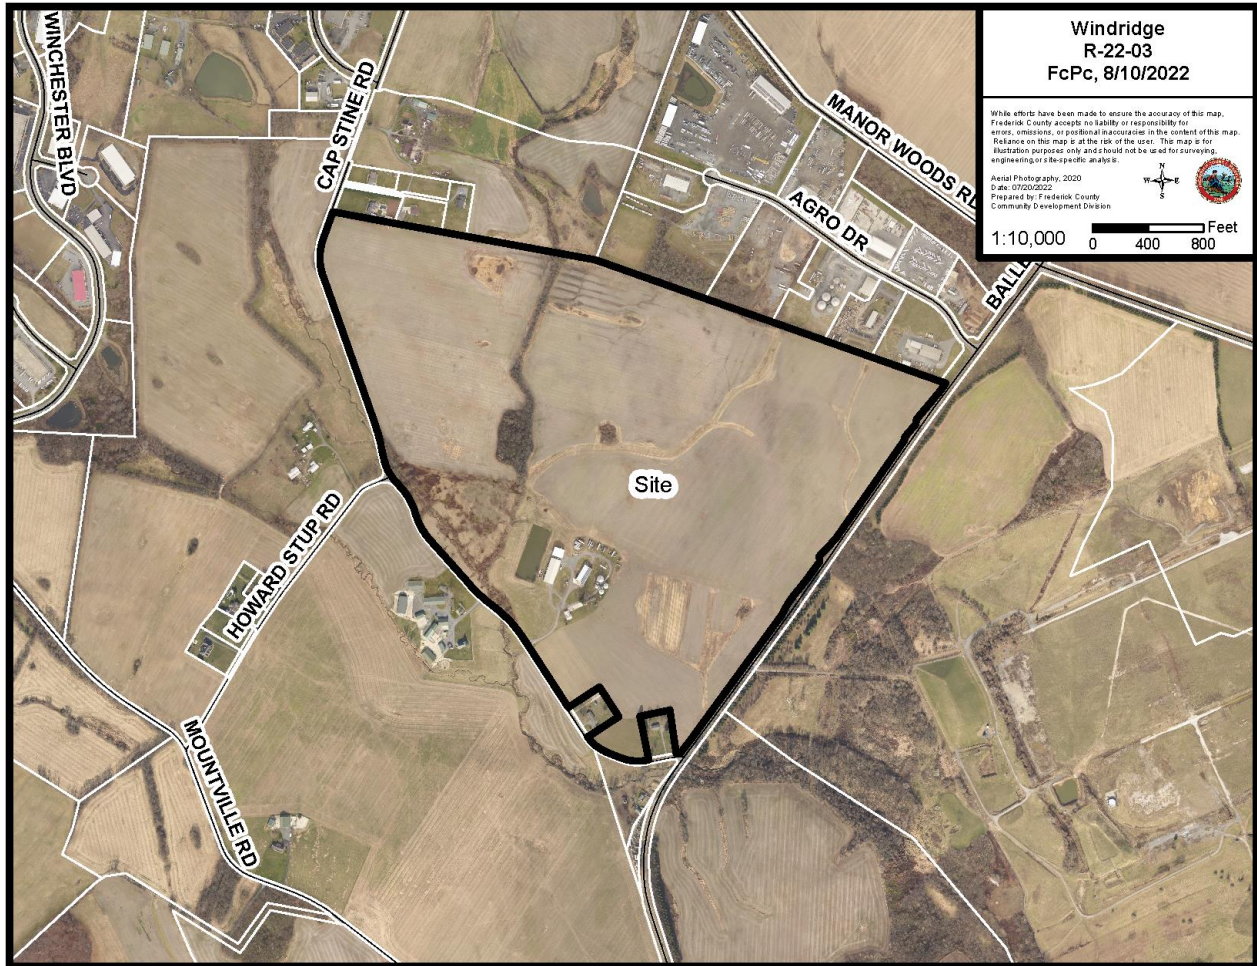 Windridge
R-22-03
FcPc, 8/10/2022
While efforts have been made to ensure the accuracy of this map,
Frederick County accepts no liability or responsibility for
errors, omissions, or positional inaccuracies in the content of this map.
Reliance on this map is at the risk of the user. This map is for
illustration purposes only and should not be used for surveying,
engineering, or site-specific analysis.
Aerial Photography, 2020
Date: 07/20/2022
Prepared by: Frederick County
Community Development Division
N
W E
S
1:10,000
Feet
0 400 800
WINCHESTER BLVD
CAP STINE RD
MANOR WOODS RD
AGRO DR
BALLE
Site
HOWARD STUP RD
MOUNTVILLE RD